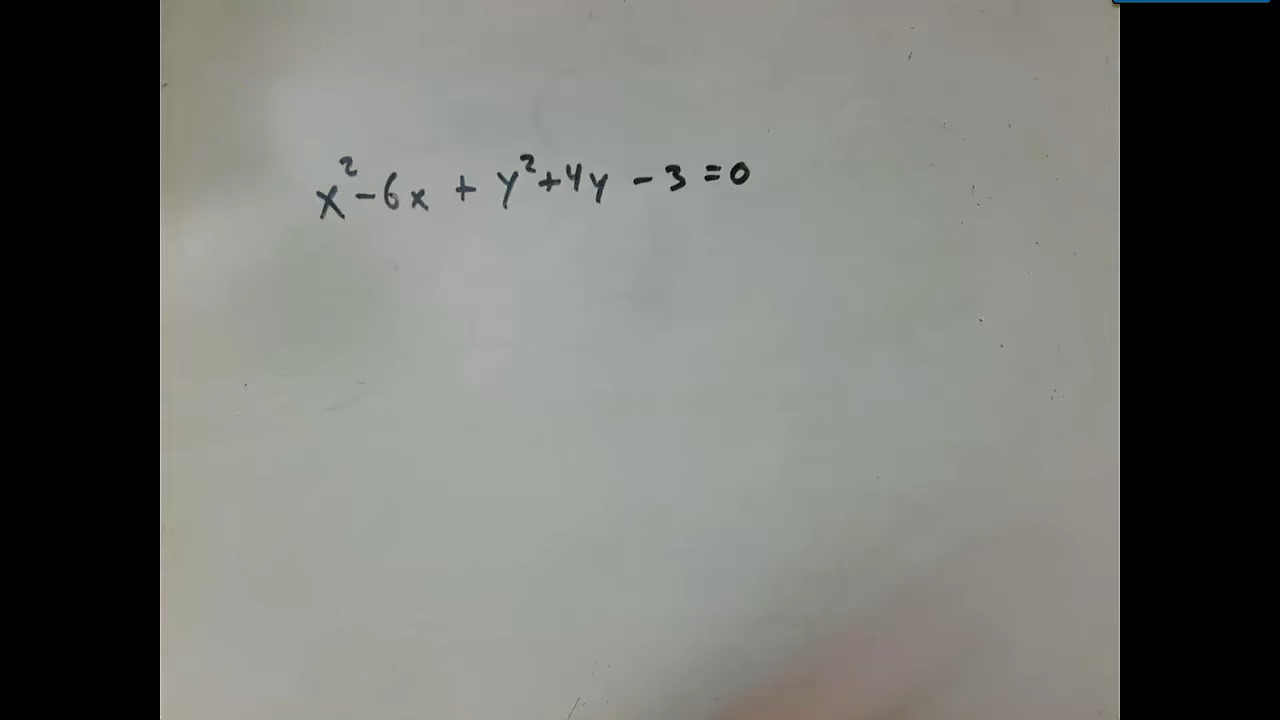 x² - 6x + y² + 4y - 3 = 0